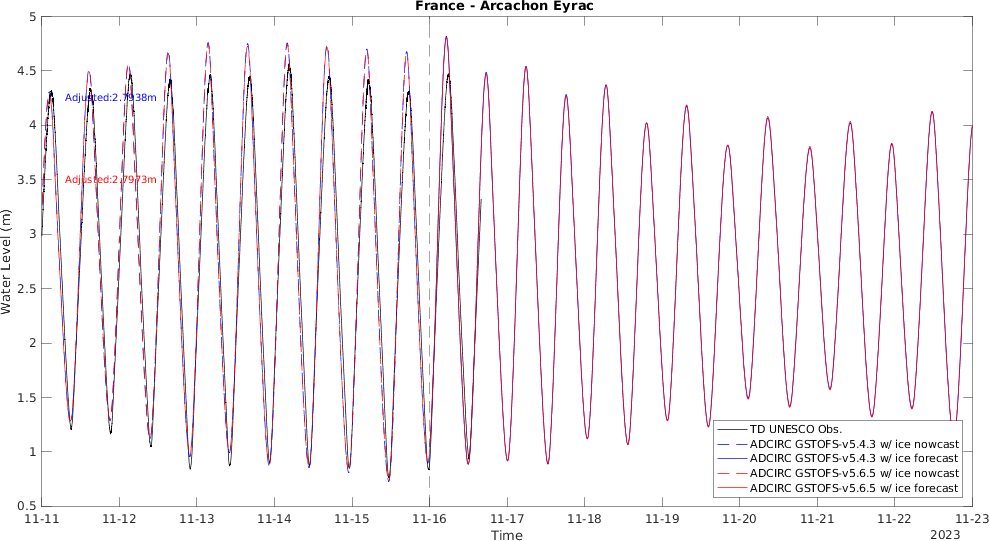 France - Arcachon Eyrac
5
4.5
4
3.5
3
2.5
2
1.5
1
0.5
Water Level (m)
Adjusted:2.7938m
Adjusted:2.7973m
TD UNESCO Obs.
ADCIRC GSTOFS-v5.4.3 w/ ice nowcast
ADCIRC GSTOFS-v5.4.3 w/ ice forecast
ADCIRC GSTOFS-v5.6.5 w/ ice nowcast
ADCIRC GSTOFS-v5.6.5 w/ ice forecast
11-11 11-12 11-13 11-14 11-15 11-16 11-17 11-18 11-19 11-20 11-21 11-22 11-23
Time
2023